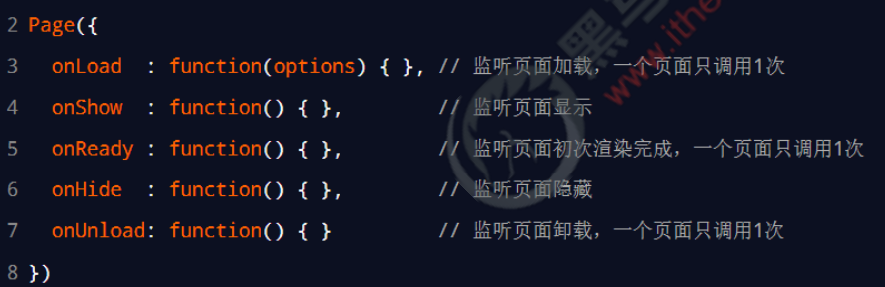 2 Page({
3 onLoad : function(options) { }, // 监听页面加载，一个页面只调用1次
4 onShow : function() { }, // 监听页面显示
5 onReady : function() { }, // 监听页面初次渲染完成，一个页面只调用1次
6 onHide : function() { }, // 监听页面隐藏
7 onUnload: function() { } // 监听页面卸载，一个页面只调用1次
8 })
黑马
www.ithe